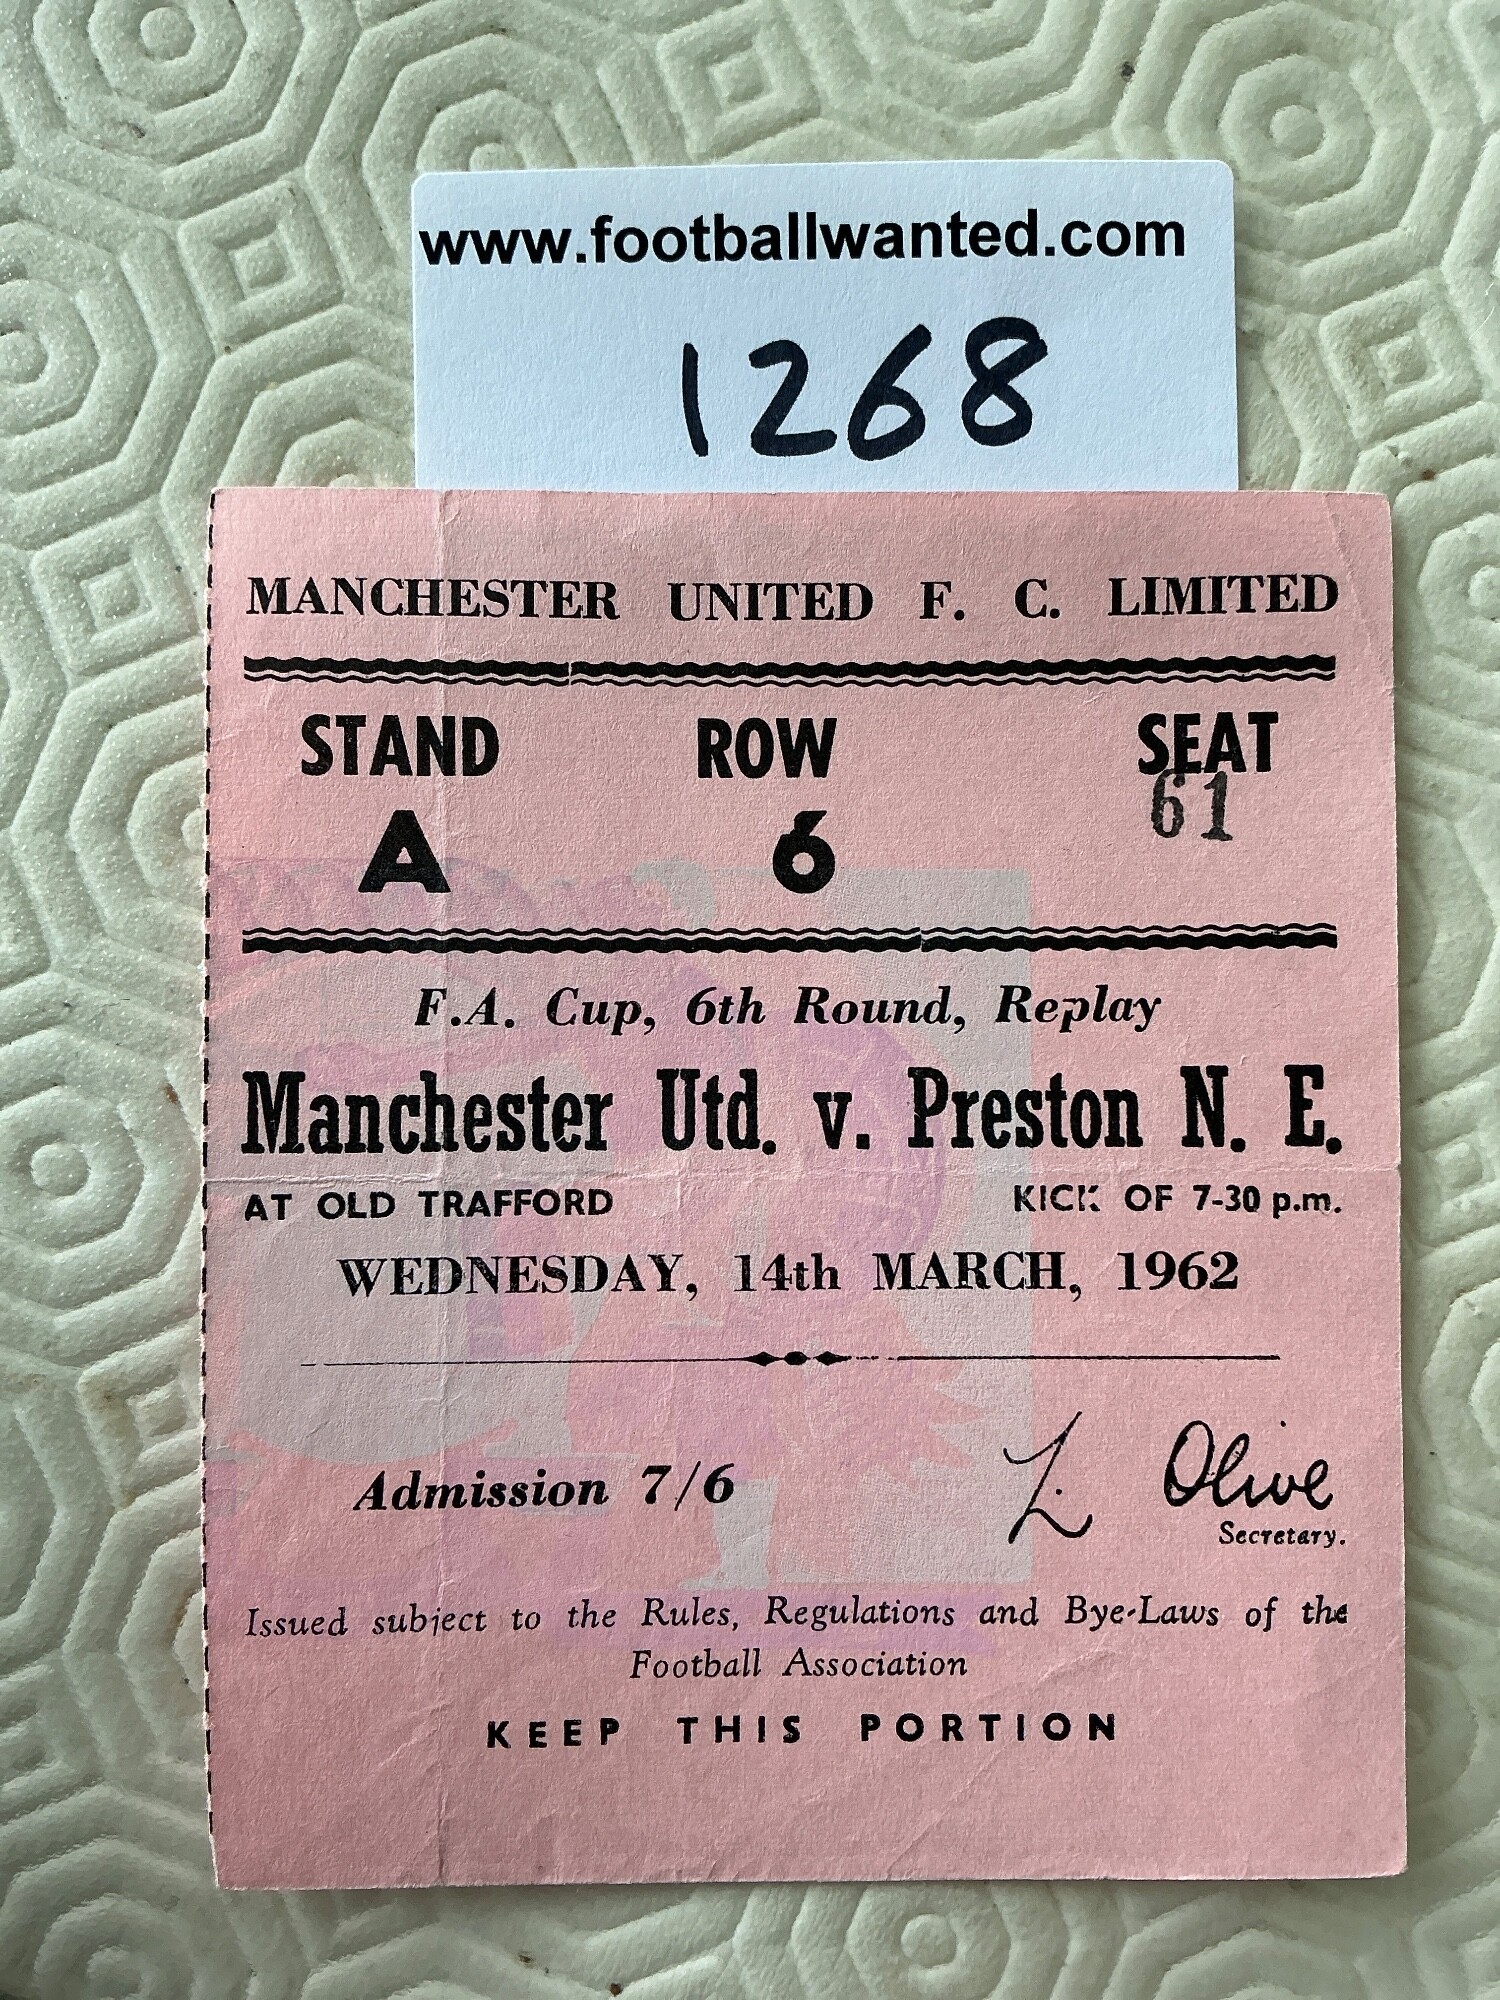 www.footballwanted.com
1268
MANCHESTER UNITED F. C. LIMITED
STAND ROW SEAT
A 6 61
F.A. Cup, 6th Round, Replay
Manchester Utd. v. Preston N. E.
AT OLD TRAFFORD KICK OF 7-30 p.m.
WEDNESDAY, 14th MARCH, 1962
Admission 7/6 L. Olive
Secretary.
Issued subject to the Rules, Regulations and Bye-Laws of the
Football Association
KEEP THIS PORTION